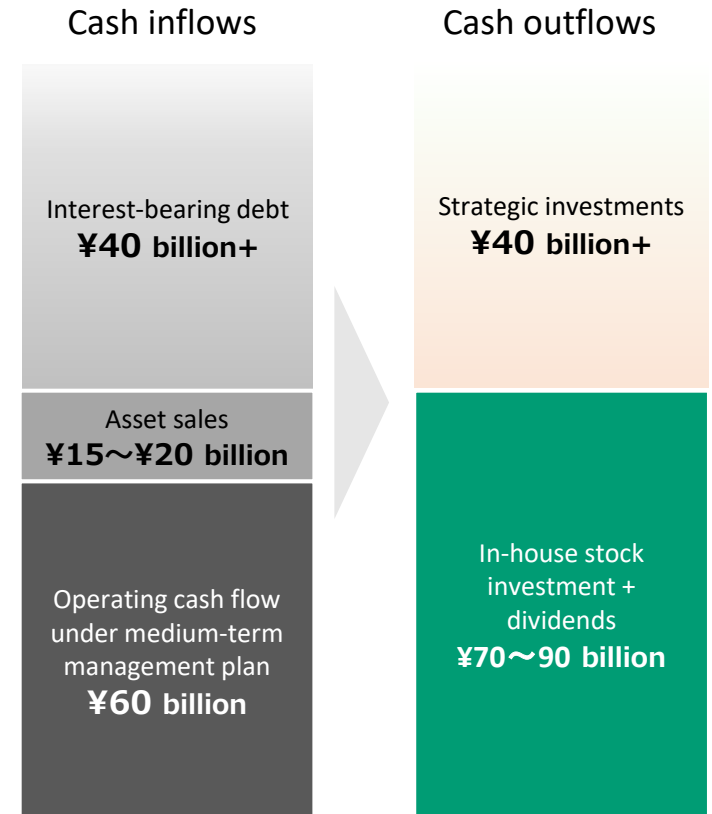 Cash inflows
Interest-bearing debt
¥40 billion+
Asset sales
¥15～¥20 billion
Operating cash flow
under medium-term
management plan
¥60 billion
Cash outflows
Strategic investments
¥40 billion+
In-house stock
investment +
dividends
¥70～90 billion